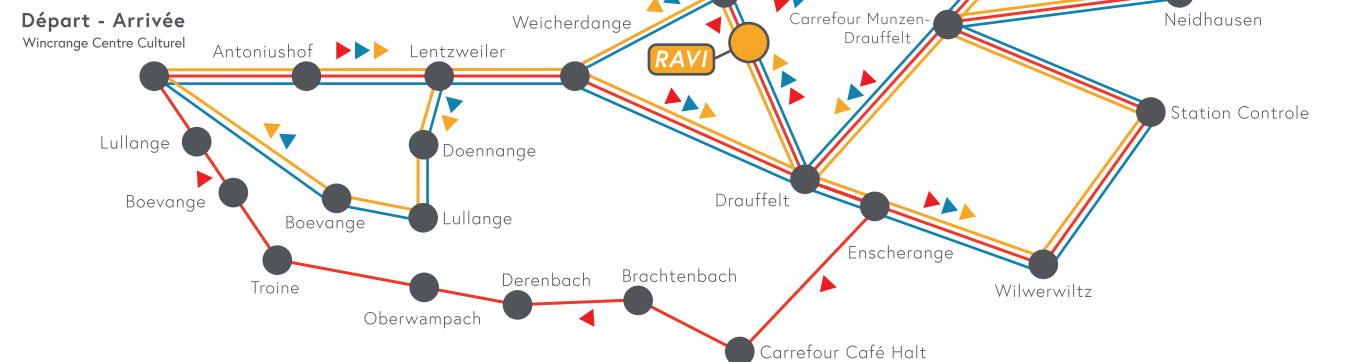 Départ - Arrivée
Wincrange Centre Culturel
Weicherdange
Carrefour Munzen-
Drauffelt
Neidhausen
Antoniushof
Lentzweiler
RAVI
Station Controle
Lullange
Doennange
Boevange
Boevange
Lullange
Drauffelt
Enscherange
Wilwerwiltz
Troine
Oberwampach
Derenbach
Brachtenbach
Carrefour Café Halt